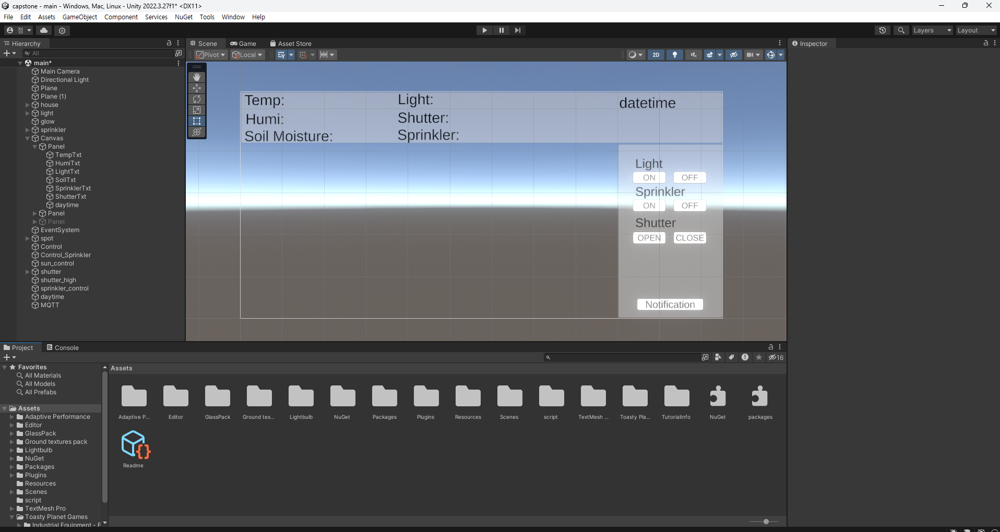 capstone - main - Windows, Mac, Linux - Unity 2022.3.27f1* <DX11>
File Edit Assets GameObject Component Services NuGet Tools Window Help
정 Layers Layout
Hierarchy
All
main*
Main Camera
Directional Light
Plane
Plane (1)
house
light
glow
sprinkler
Canvas
Panel
TempTxt
HumiTxt
LightTxt
SoilTxt
SprinklerTxt
ShutterTxt
daytime
Panel
Panel
EventSystem
spot
Control
Control_Sprinkler
sun_control
shutter
shutter_high
sprinkler_control
daytime
MQTT
Scene Game Asset Store
Pivot Local 2D
Temp: Light: datetime
Humi: Shutter:
Soil Moisture: Sprinkler:
Light
ON OFF
Sprinkler
ON OFF
Shutter
OPEN CLOSE
Notification
Inspector
Project Console
16
Favorites
All Materials
All Models
All Prefabs
Assets
Adaptive Performance
Editor
GlassPack
Ground textures pack
Lightbulb
NuGet
Packages
Plugins
Resources
Scenes
script
TextMesh Pro
Toasty Planet Games
Industrial Equipment - F
Assets
Adaptive P... Editor GlassPack Ground tex... Lightbulb NuGet Packages Plugins Resources Scenes script TextMesh ... Toasty Pla... TutorialInfo NuGet packages
Readme